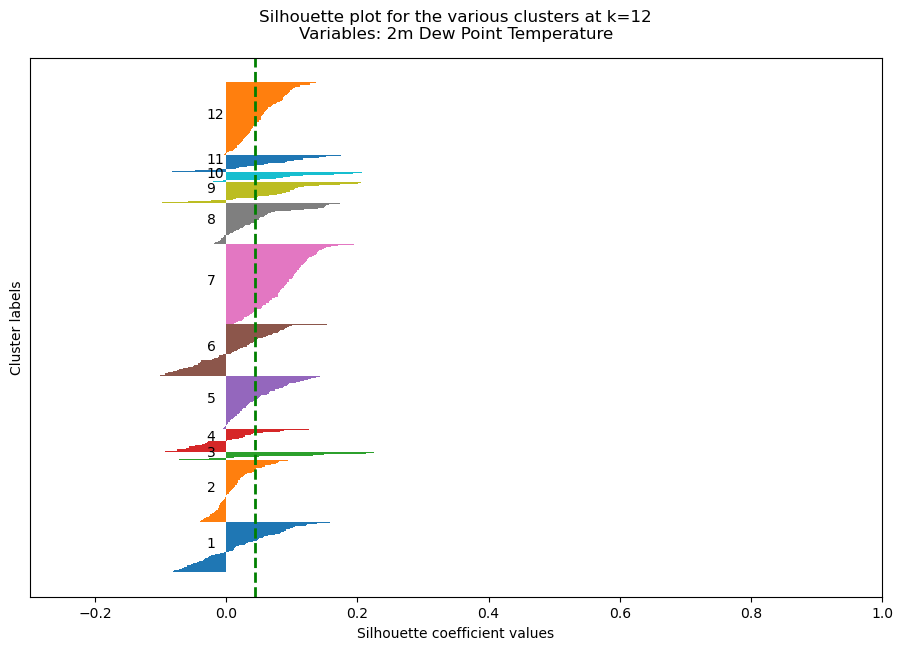 Silhouette plot for the various clusters at k=12
Variables: 2m Dew Point Temperature
12
11
10
9
8
7
6
5
4
3
2
1
Cluster labels
−0.2 0.0 0.2 0.4 0.6 0.8 1.0
Silhouette coefficient values